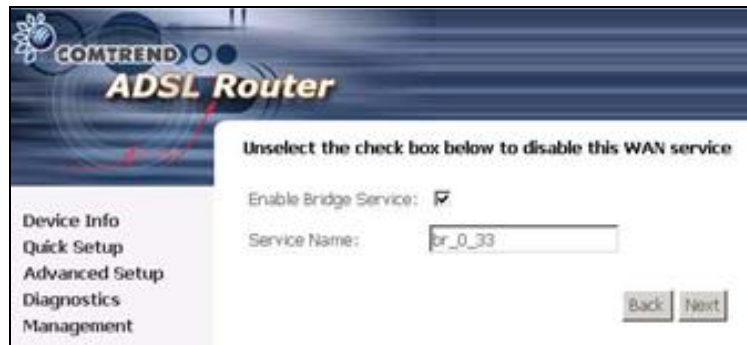 COMTREND
ADSL Router
Unselect the check box below to disable this WAN service
Enable Bridge Service:
Service Name: br_0_33
Back Next
Device Info
Quick Setup
Advanced Setup
Diagnostics
Management